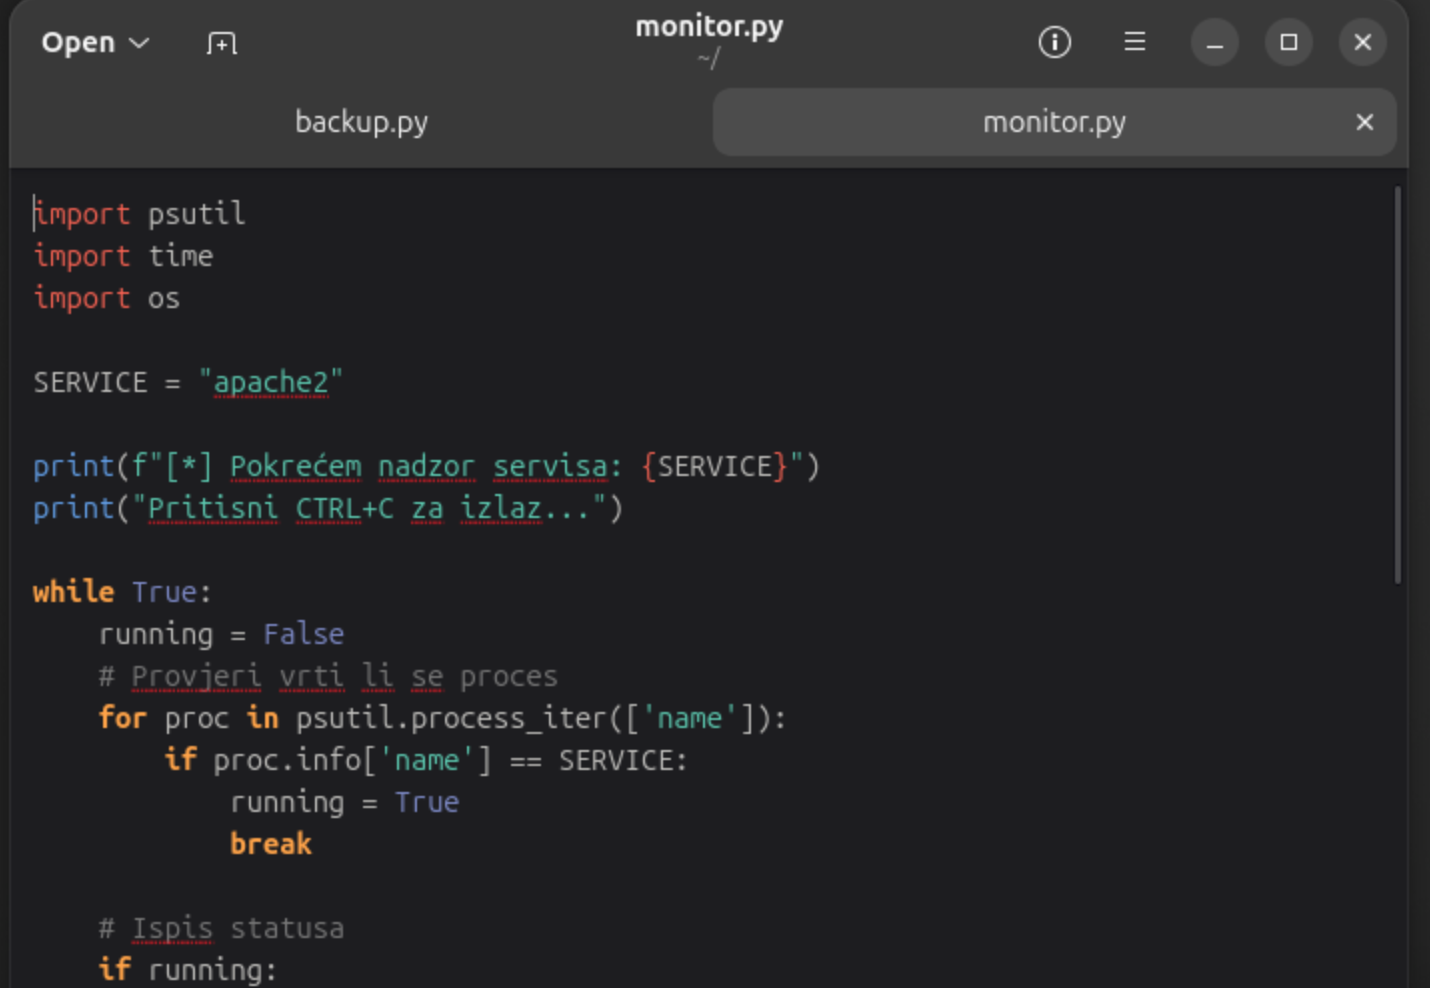 Open
monitor.py
~/
backup.py
monitor.py
import psutil
import time
import os
SERVICE = "apache2"
print(f"[*] Pokrećem nadzor servisa: {SERVICE}")
print("Pritisni CTRL+C za izlaz...")
while True:
    running = False
    # Provjeri vrti li se proces
    for proc in psutil.process_iter(['name']):
        if proc.info['name'] == SERVICE:
            running = True
            break
    # Ispis statusa
    if running: